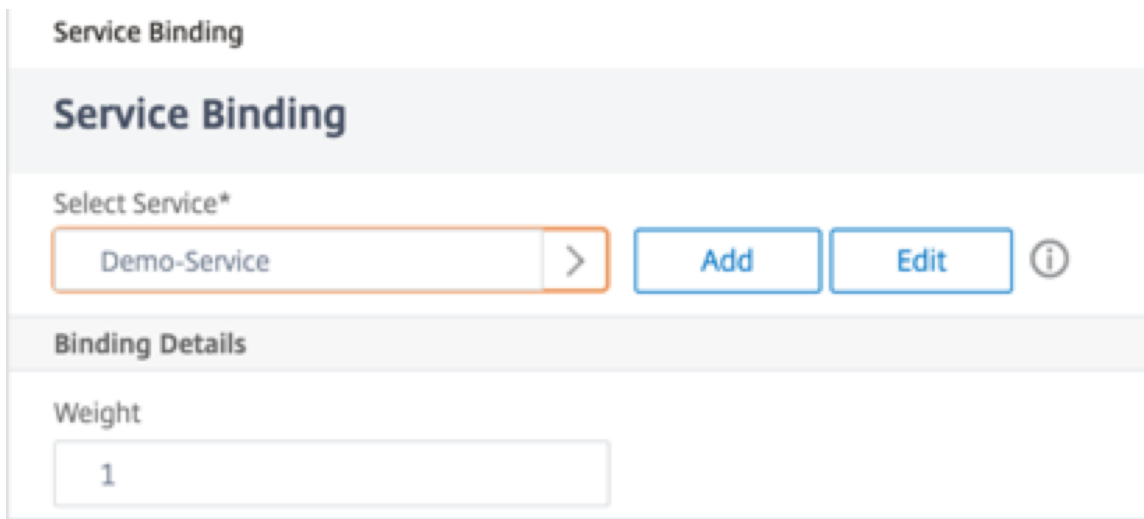 Service Binding
Service Binding
Select Service*
Demo-Service
Add
Edit
Binding Details
Weight
1